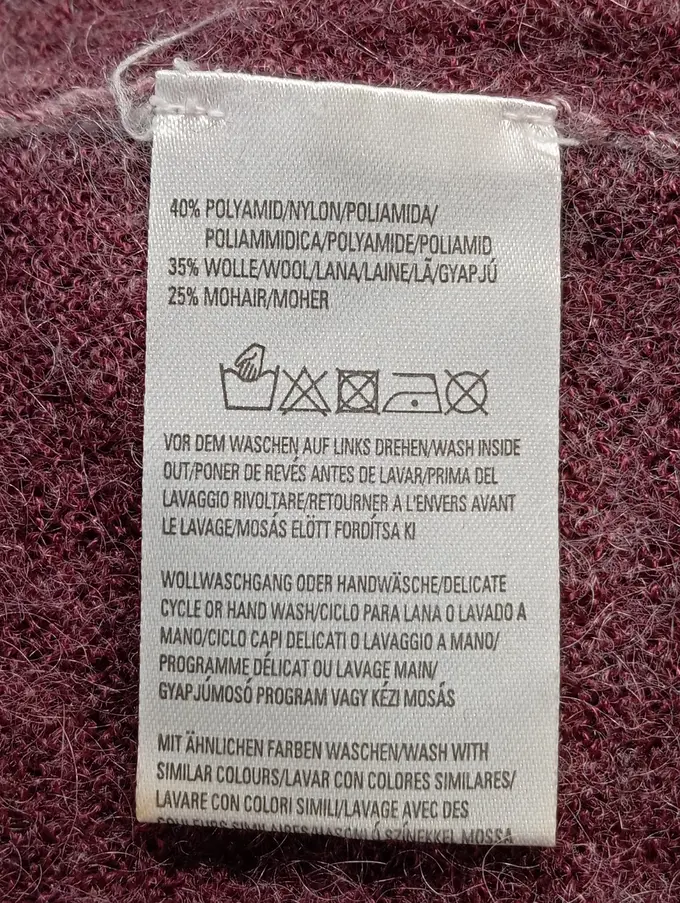 40% POLYAMID/NYLON/POLIAMIDA/
POLIAMMIDICA/POLYAMIDE/POLIAMID
35% WOLLE/WOOL/LANA/LAINE/LÃ/GYAPJÚ
25% MOHAIR/MOHER
VOR DEM WASCHEN AUF LINKS DREHEN/WASH INSIDE
OUT/PONER DE REVÉS ANTES DE LAVAR/PRIMA DEL
LAVAGGIO RIVOLTARE/RETOURNER A L'ENVERS AVANT
LE LAVAGE/MOSÁS ELÖTT FORDÍTSA KI
WOLLWASCHGANG ODER HANDWÄSCHE/DELICATE
CYCLE OR HAND WASH/CICLO PARA LANA O LAVADO A
MANO/CICLO CAPI DELICATI O LAVAGGIO A MANO/
PROGRAMME DÉLICAT OU LAVAGE MAIN/
GYAPJÚMOSÓ PROGRAM VAGY KÉZI MOSÁS
MIT ÄHNLICHEN FARBEN WASCHEN/WASH WITH
SIMILAR COLOURS/LAVAR CON COLORES SIMILARES/
LAVARE CON COLORI SIMILI/LAVAGE AVEC DES
SZÍNEKKEL MOSSA